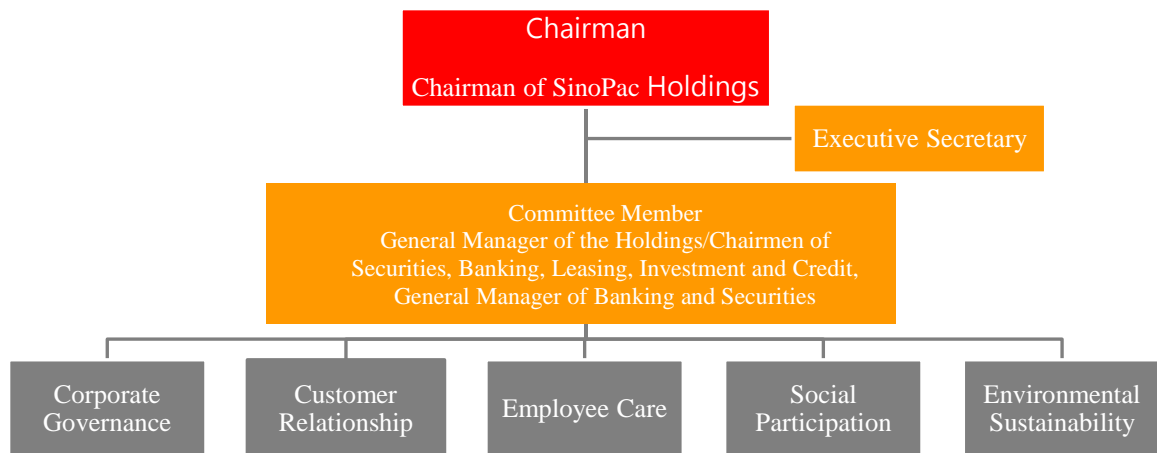 Chairman
Chairman of SinoPac Holdings
Executive Secretary
Committee Member
General Manager of the Holdings/Chairmen of
Securities, Banking, Leasing, Investment and Credit,
General Manager of Banking and Securities
Corporate
Governance
Customer
Relationship
Employee Care
Social
Participation
Environmental
Sustainability